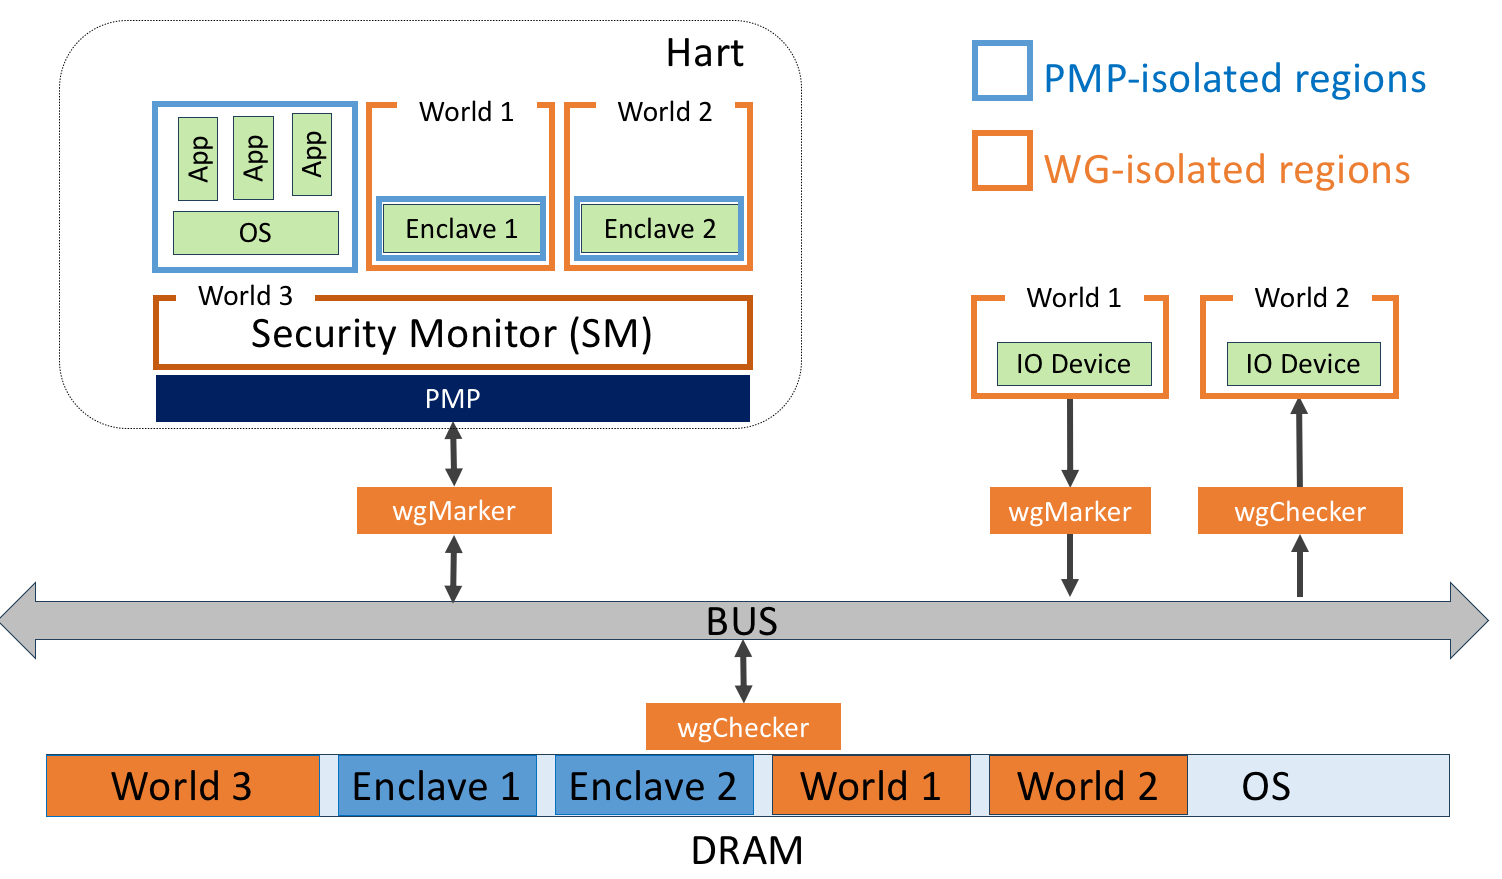 Hart
PMP-isolated regions
WG-isolated regions
World 1
World 2
App
App
App
OS
Enclave 1
Enclave 2
World 3
Security Monitor (SM)
PMP
World 1
World 2
IO Device
IO Device
wgMarker
wgMarker
wgChecker
BUS
wgChecker
World 3
Enclave 1
Enclave 2
World 1
World 2
OS
DRAM